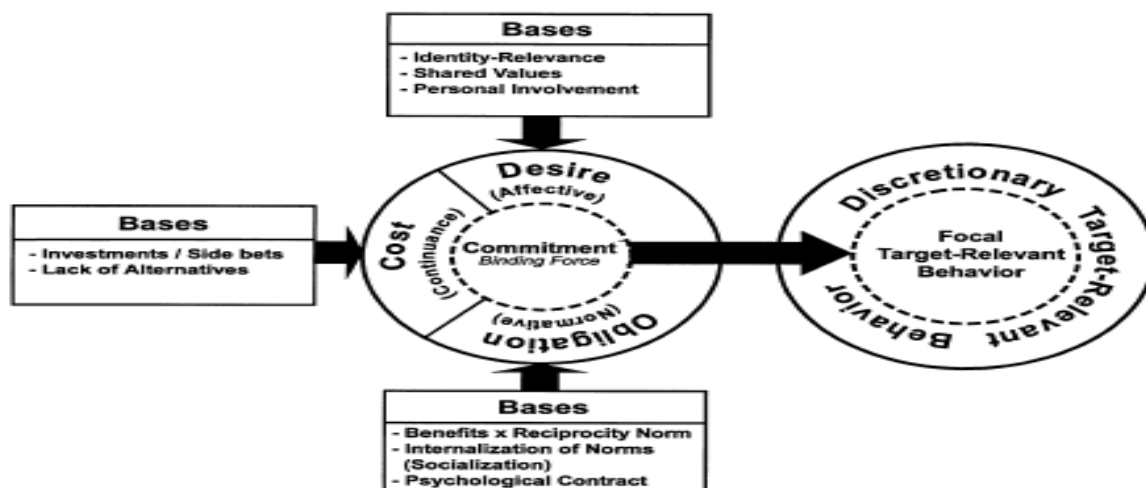 Bases
- Identity-Relevance
- Shared Values
- Personal Involvement
Bases
- Investments / Side bets
- Lack of Alternatives
Desire
(Affective)
Cost
(Continuance)
Commitment
Binding Force
(Normative)
Obligation
Discretionary Target-Relevant Behavior
Focal
Target-Relevant
Behavior
Bases
- Benefits x Reciprocity Norm
- Internalization of Norms
(Socialization)
- Psychological Contract